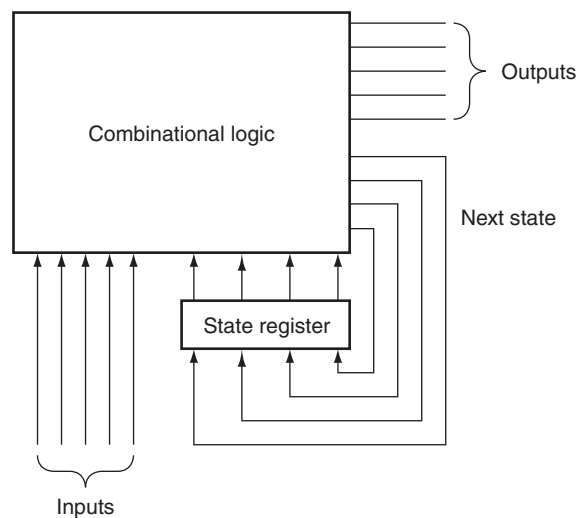 Outputs
Combinational logic
Next state
State register
Inputs